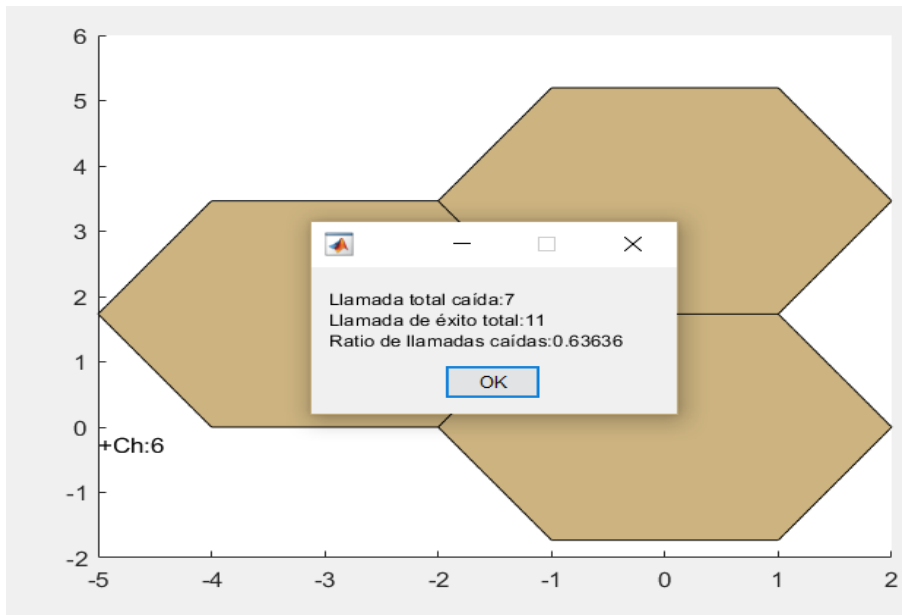 6
5
4
3
2
1
0
-1
-2
+Ch:6
Llamada total caída:7
Llamada de éxito total:11
Ratio de llamadas caídas:0.63636
OK
-5 -4 -3 -2 -1 0 1 2